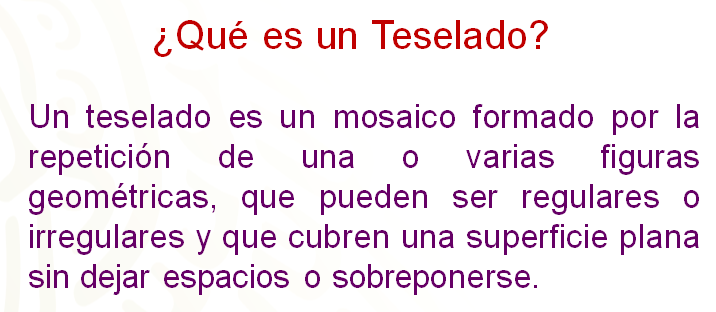 ¿Qué es un Teselado?
Un teselado es un mosaico formado por la
repetición de una o varias figuras
geométricas, que pueden ser regulares o
irregulares y que cubren una superficie plana
sin dejar espacios o sobreponerse.